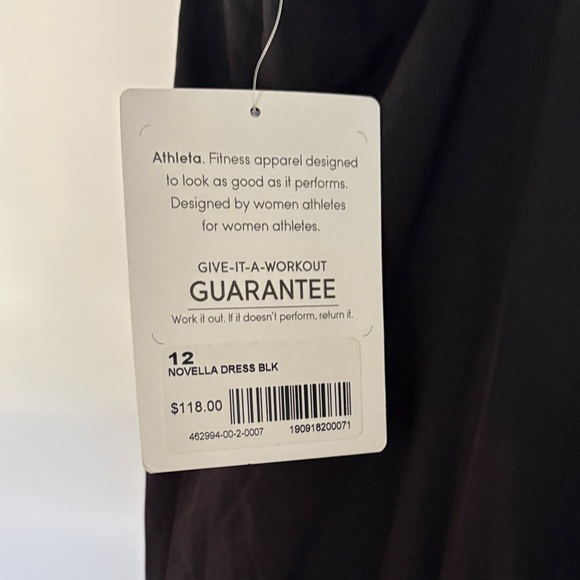 Athleta. Fitness apparel designed
to look as good as it performs.
Designed by women athletes
for women athletes.
GIVE-IT-A-WORKOUT
GUARANTEE
Work it out. If it doesn't perform, return it.
12
NOVELLA DRESS BLK
$118.00
462994-00-2-0007 190918200071